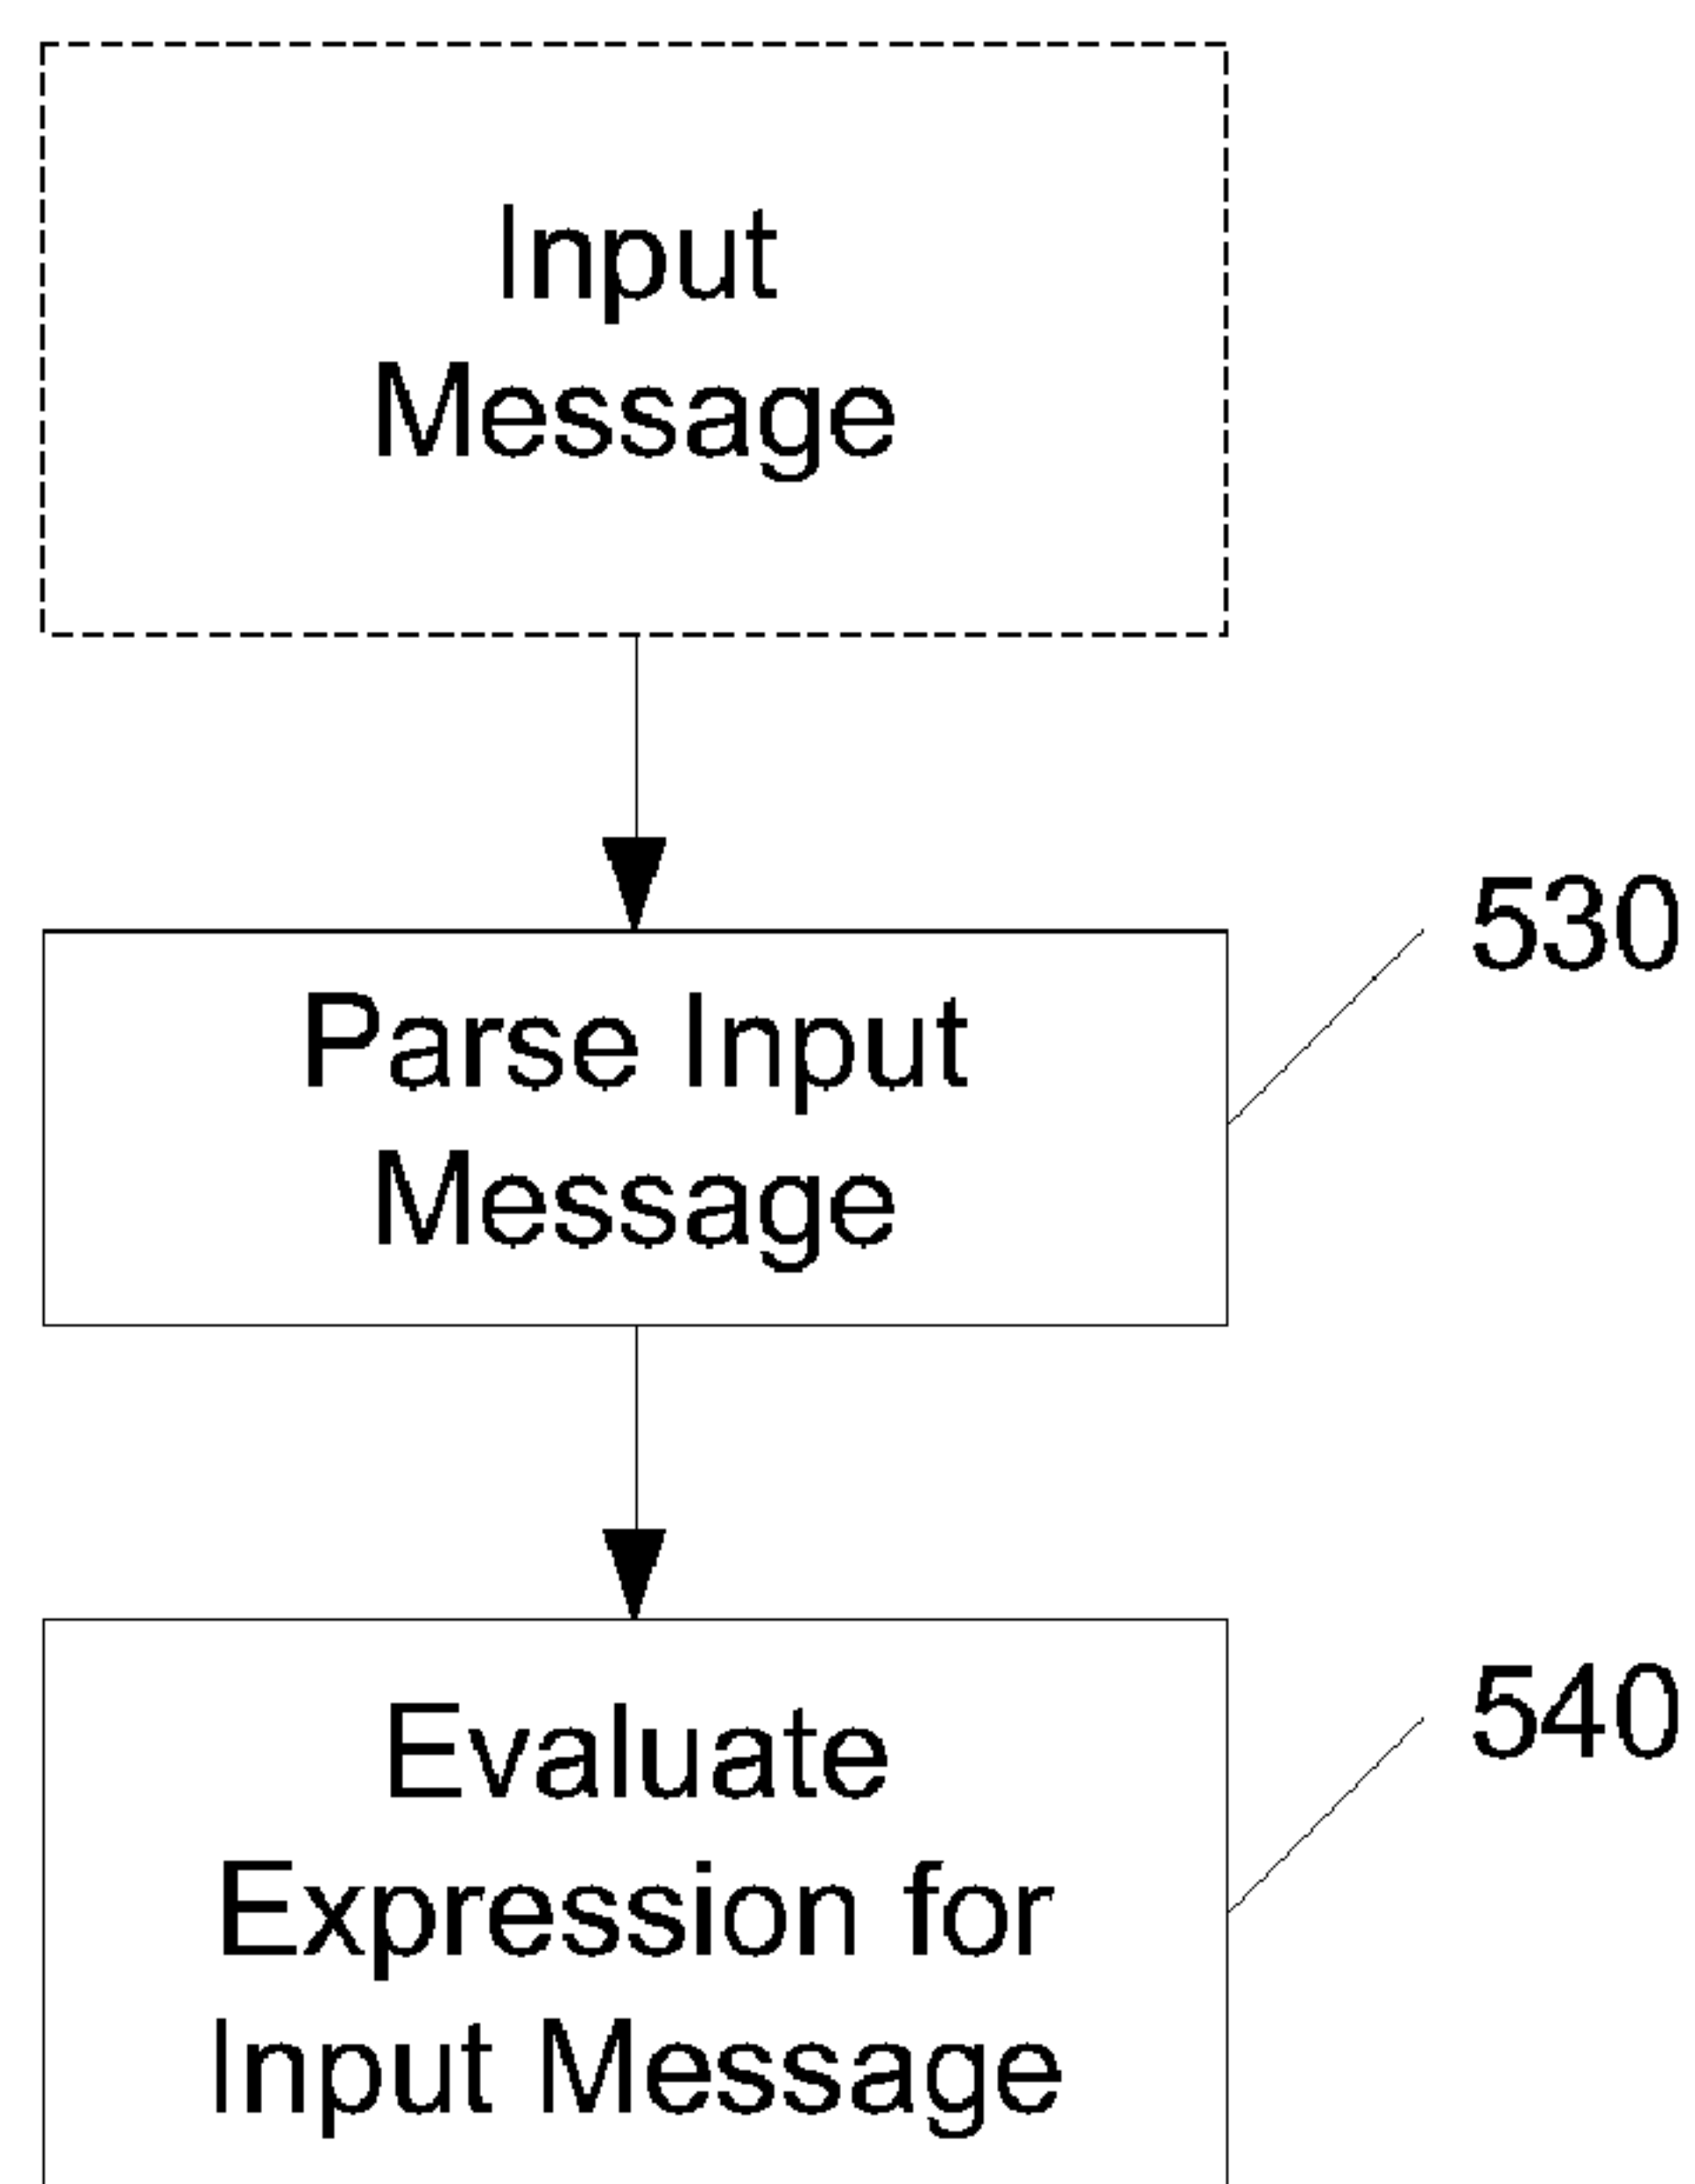 Input
Message
530
Parse Input
Message
540
Evaluate
Expression for
Input Message